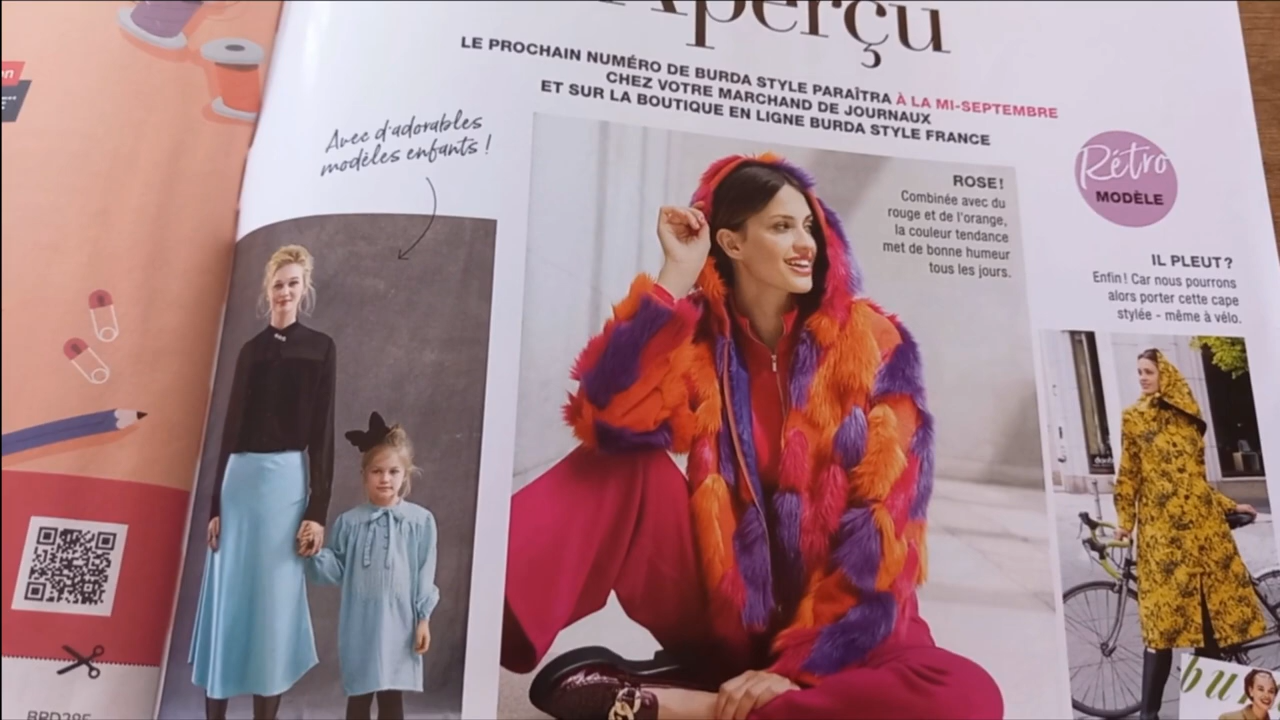 Aperçu
LE PROCHAIN NUMÉRO DE BURDA STYLE PARAÎTRA À LA MI-SEPTEMBRE
CHEZ VOTRE MARCHAND DE JOURNAUX
ET SUR LA BOUTIQUE EN LIGNE BURDA STYLE FRANCE
Avec d'adorables
modèles enfants !
ROSE!
Combinée avec du
rouge et de l'orange,
la couleur tendance
met de bonne humeur
tous les jours.
Rétro
MODÈLE
IL PLEUT?
Enfin! Car nous pourrons
alors porter cette cape
stylée - même à vélo.